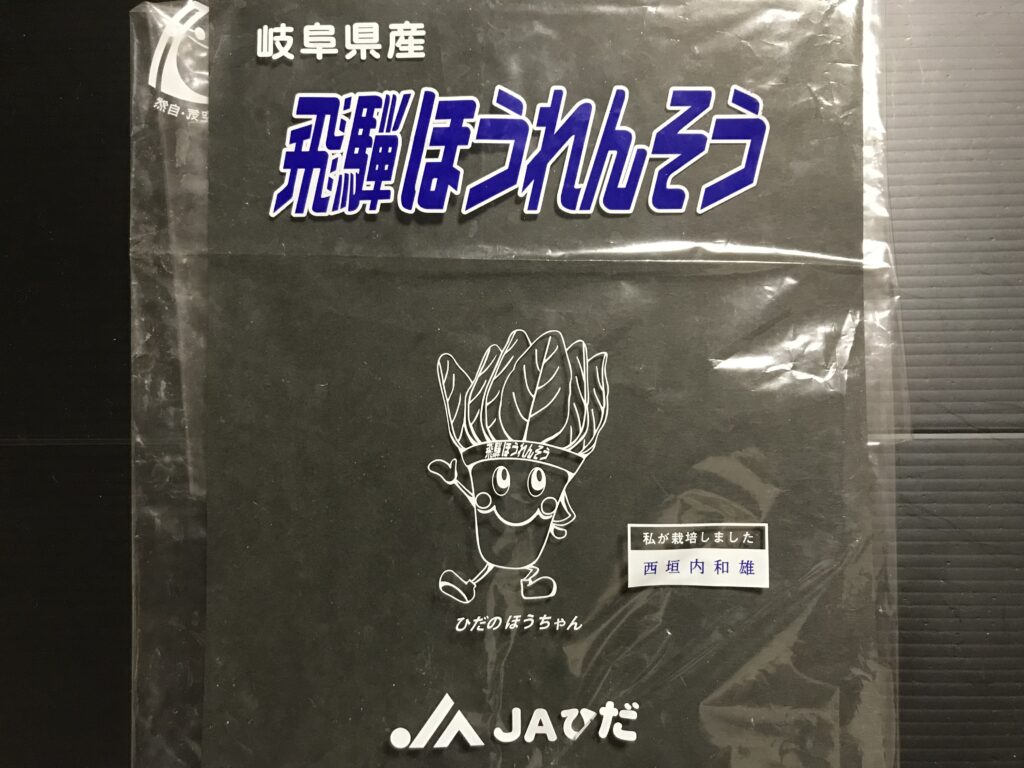 岐阜県産
飛騨ほうれんそう
飛騨ほうれんそう
私が栽培しました
西垣内和雄
ひだのほうちゃん
JAひだ